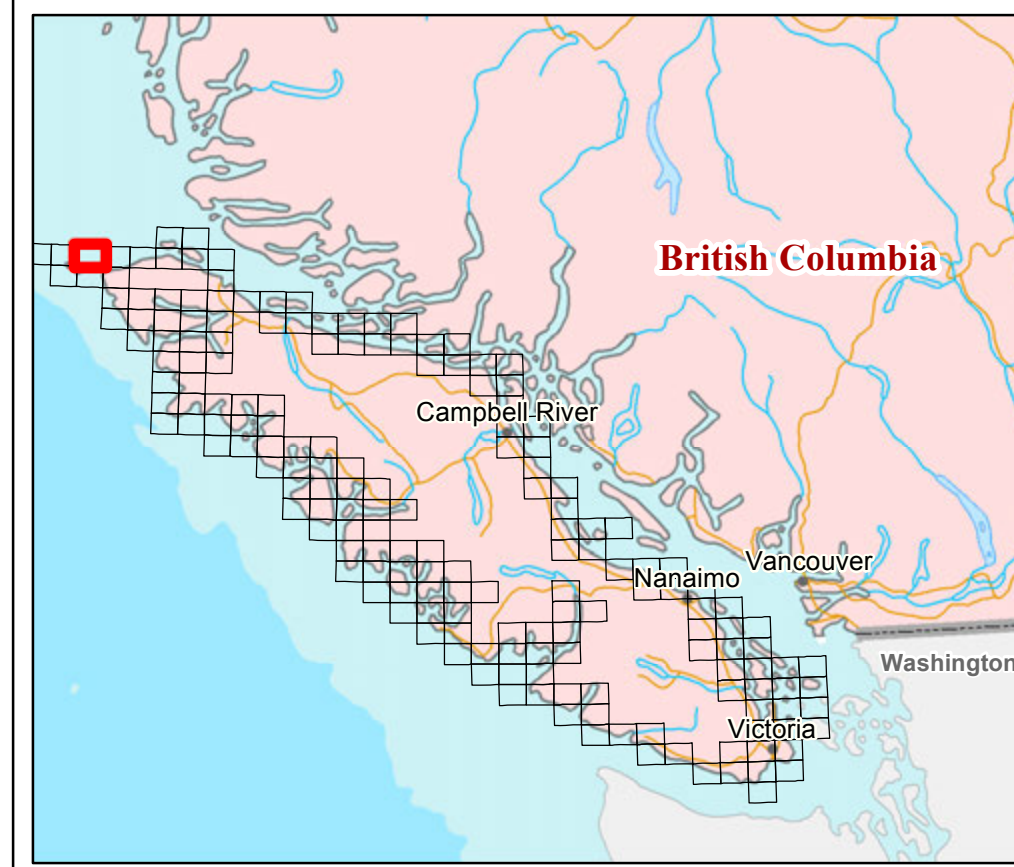 British Columbia
Campbell River
Vancouver
Nanaimo
Washington
Victoria